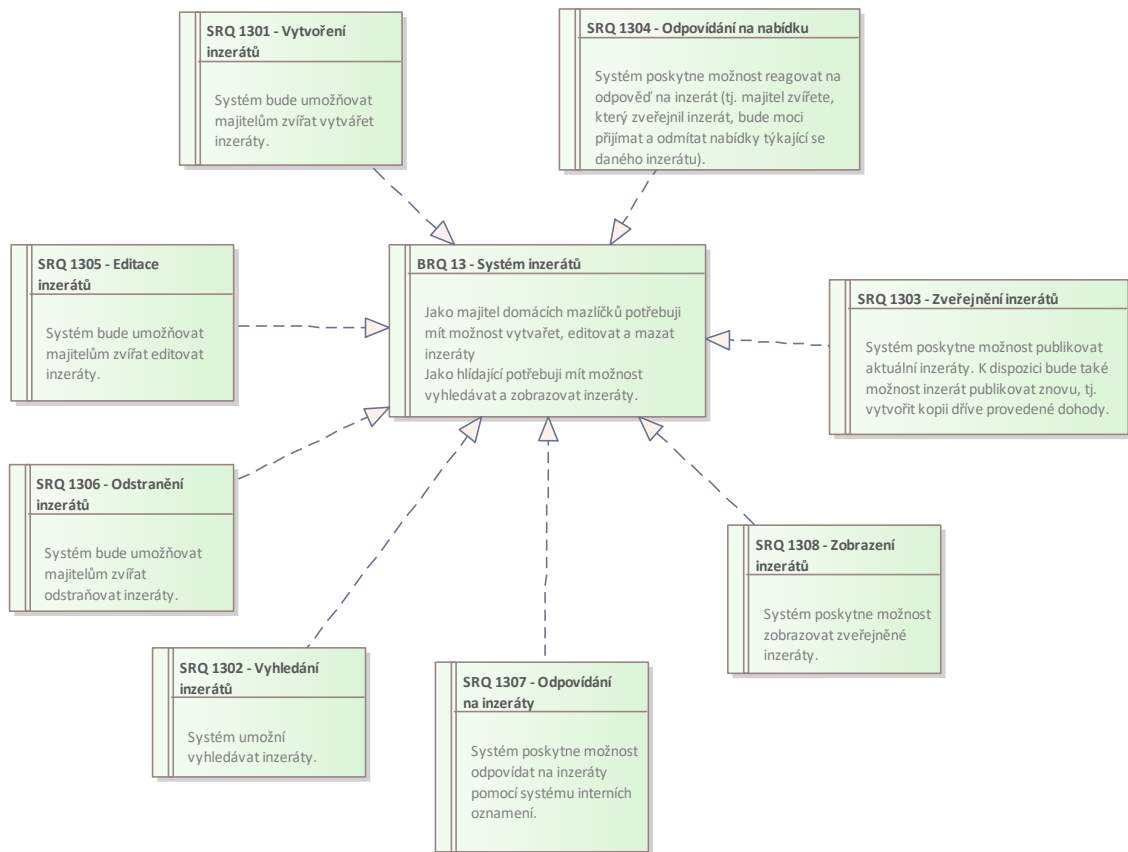 SRQ 1301 - Vytvoření
inzerátů
Systém bude umožňovat
majitelům zvířat vytvářet
inzeráty.
SRQ 1304 - Odpovídání na nabídku
Systém poskytne možnost reagovat na
odpověď na inzerát (tj. majitel zvířete,
který zveřejnil inzerát, bude moci
přijímat a odmítat nabídky týkající se
daného inzerátu).
SRQ 1305 - Editace
inzerátů
Systém bude umožňovat
majitelům zvířat editovat
inzeráty.
BRQ 13 - Systém inzerátů
Jako majitel domácích mazlíčků potřebuji
mít možnost vytvařet, editovat a mazat
inzeráty
Jako hlídající potřebuji mít možnost
vyhledávat a zobrazovat inzeráty.
SRQ 1303 - Zveřejnění inzerátů
Systém poskytne možnost publikovat
aktuální inzeráty. K dispozici bude také
možnost inzerát publikovat znovu, tj.
vytvořit kopii dříve provedené dohody.
SRQ 1306 - Odstranění
inzerátů
Systém bude umožňovat
majitelům zvířat
odstraňovat inzeráty.
SRQ 1308 - Zobrazení
inzerátů
Systém poskytne možnost
zobrazovat zveřejněné
inzeráty.
SRQ 1302 - Vyhledání
inzerátů
Systém umožní
vyhledávat inzeráty.
SRQ 1307 - Odpovídání
na inzeráty
Systém poskytne možnost
odpovídat na inzeráty
pomocí systému interních
oznamení.